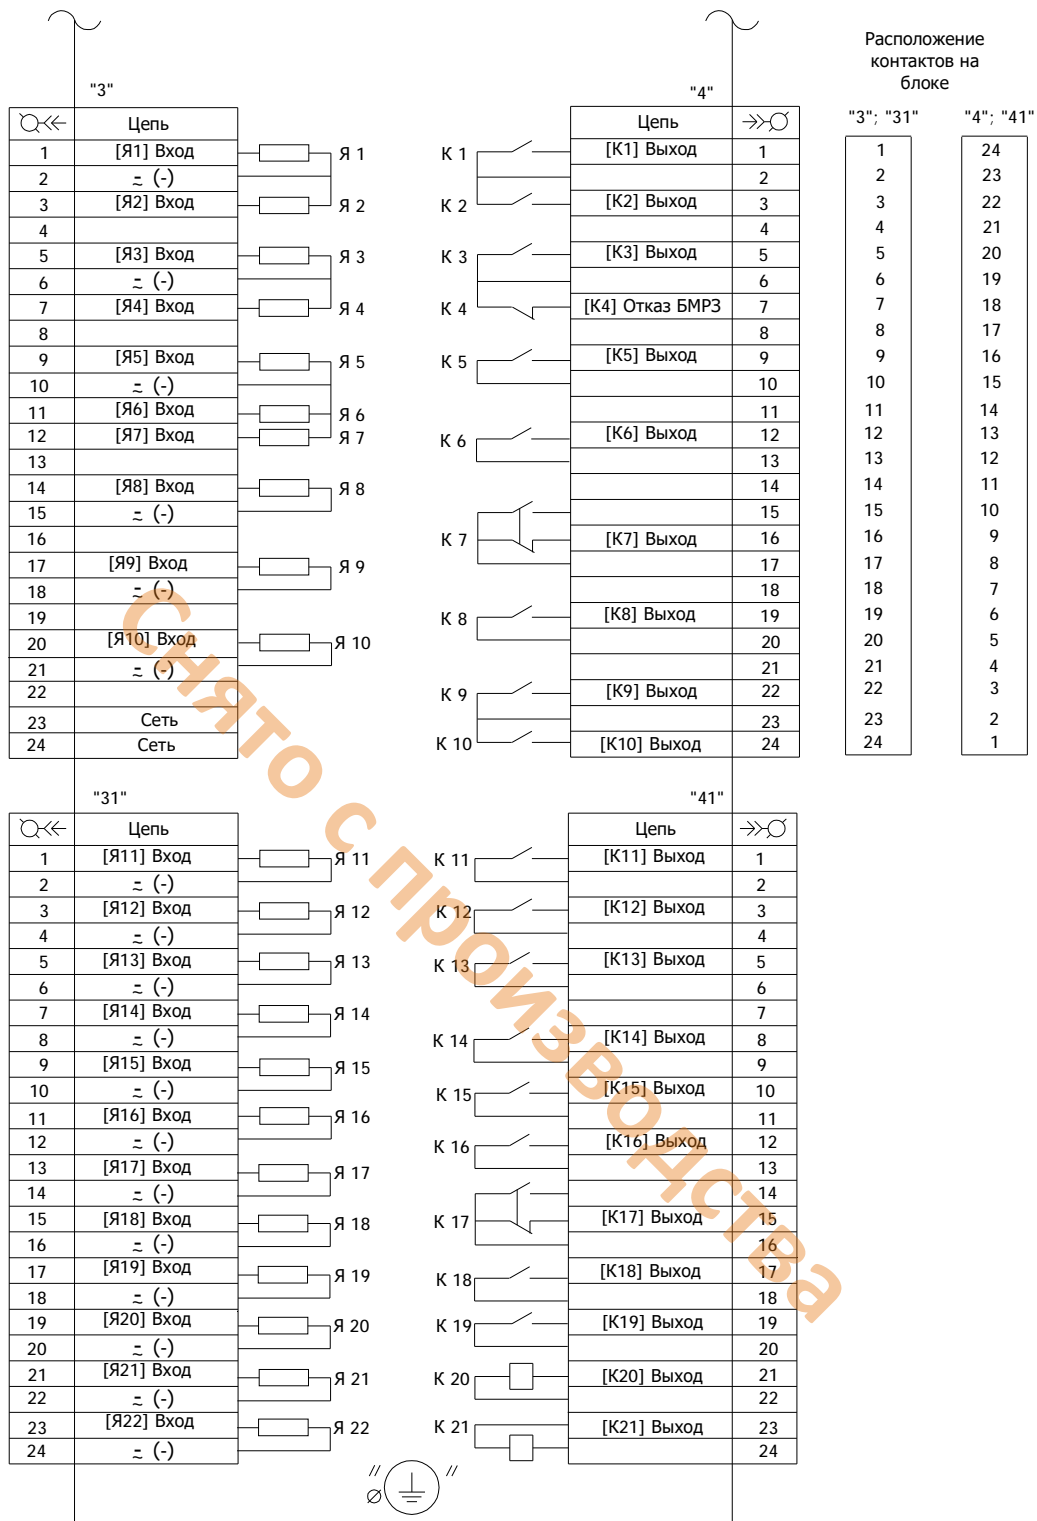 Расположение
контактов на
блоке
"3"
"4"
"3"; "31"
"4"; "41"
Цепь
1 [Я1] Вход Я 1
2 ~ (-)
3 [Я2] Вход Я 2
4
5 [Я3] Вход Я 3
6 ~ (-)
7 [Я4] Вход Я 4
8
9 [Я5] Вход Я 5
10 ~ (-)
11 [Я6] Вход Я 6
12 [Я7] Вход Я 7
13
14 [Я8] Вход Я 8
15 ~ (-)
16
17 [Я9] Вход Я 9
18 ~ (-)
19
20 [Я10] Вход Я 10
21 ~ (-)
22
23 Сеть
24 Сеть
Цепь
К 1 [К1] Выход 1
2
К 2 [К2] Выход 3
4
К 3 [К3] Выход 5
6
К 4 [К4] Отказ БМРЗ 7
8
К 5 [К5] Выход 9
10
11
К 6 [К6] Выход 12
13
14
15
К 7 [К7] Выход 16
17
18
К 8 [К8] Выход 19
20
21
К 9 [К9] Выход 22
23
К 10 [К10] Выход 24
1 24
2 23
3 22
4 21
5 20
6 19
7 18
8 17
9 16
10 15
11 14
12 13
13 12
14 11
15 10
16 9
17 8
18 7
19 6
20 5
21 4
22 3
23 2
24 1
"31"
"41"
Цепь
1 [Я11] Вход Я 11
2 ~ (-)
3 [Я12] Вход Я 12
4 ~ (-)
5 [Я13] Вход Я 13
6 ~ (-)
7 [Я14] Вход Я 14
8 ~ (-)
9 [Я15] Вход Я 15
10 ~ (-)
11 [Я16] Вход Я 16
12 ~ (-)
13 [Я17] Вход Я 17
14 ~ (-)
15 [Я18] Вход Я 18
16 ~ (-)
17 [Я19] Вход Я 19
18 ~ (-)
19 [Я20] Вход Я 20
20 ~ (-)
21 [Я21] Вход Я 21
22 ~ (-)
23 [Я22] Вход Я 22
24 ~ (-)
Цепь
К 11 [К11] Выход 1
2
К 12 [К12] Выход 3
4
К 13 [К13] Выход 5
6
7
К 14 [К14] Выход 8
9
К 15 [К15] Выход 10
11
К 16 [К16] Выход 12
13
14
К 17 [К17] Выход 15
16
К 18 [К18] Выход 17
18
К 19 [К19] Выход 19
20
К 20 [К20] Выход 21
22
К 21 [К21] Выход 23
24
Снято с производства